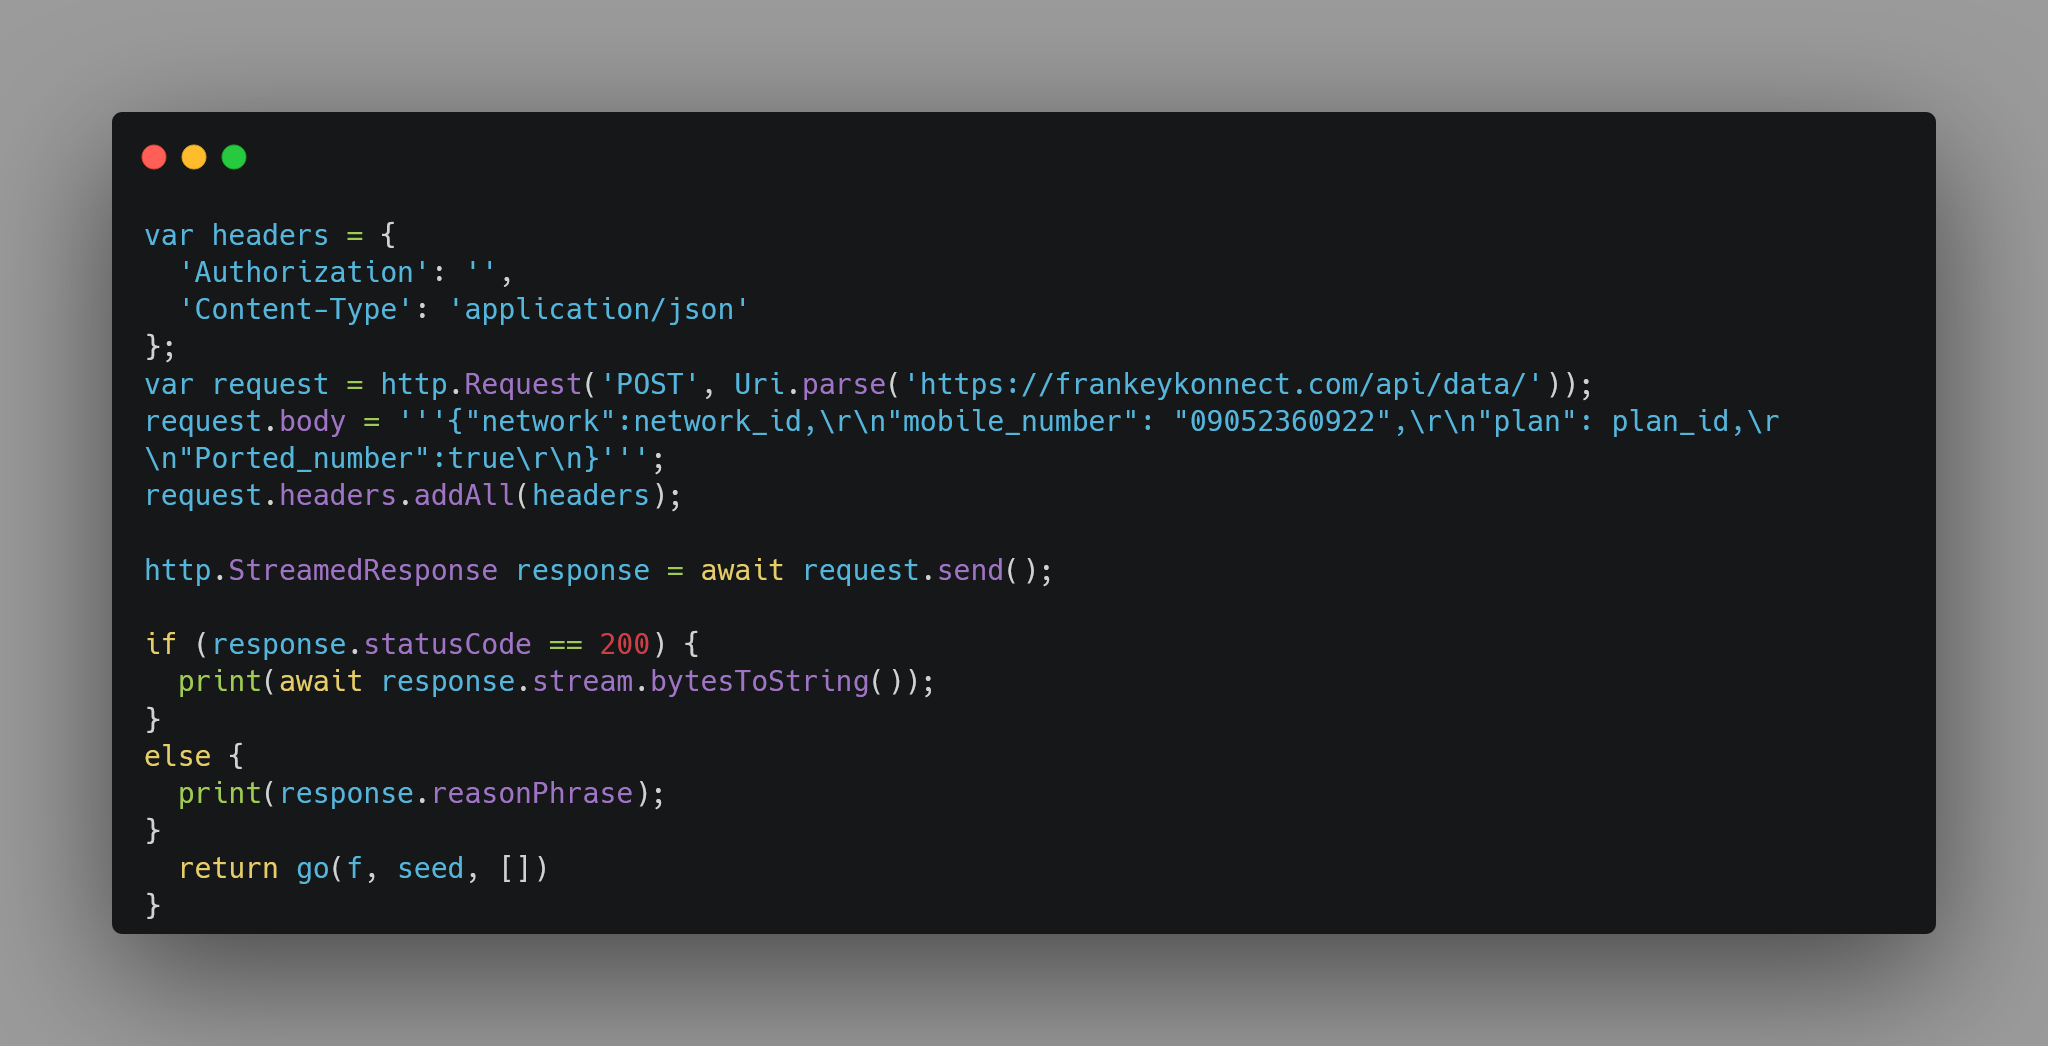 var headers = {
  'Authorization': '',
  'Content-Type': 'application/json'
};
var request = http.Request('POST', Uri.parse('https://frankeykonnect.com/api/data/'));
request.body = '''{"network":network_id,\r\n"mobile_number": "09052360922",\r\n"plan": plan_id,\r
\n"Ported_number":true\r\n}''';
request.headers.addAll(headers);

http.StreamedResponse response = await request.send();

if (response.statusCode == 200) {
  print(await response.stream.bytesToString());
}
else {
  print(response.reasonPhrase);
}
  return go(f, seed, [])
}